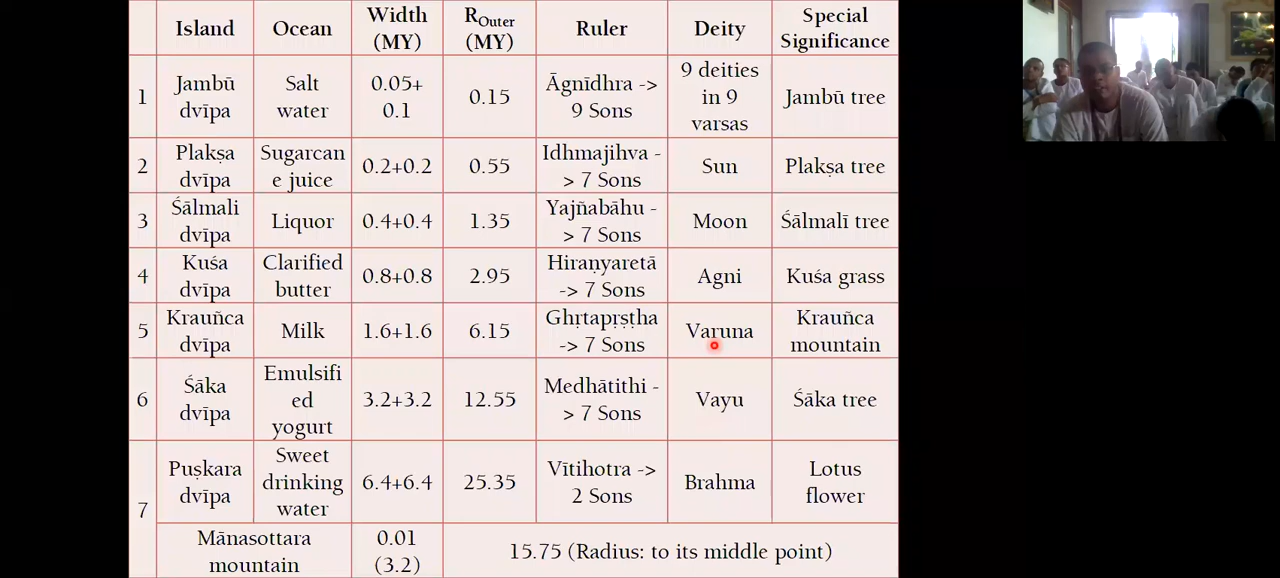 Island Ocean Width (MY) R_Outer (MY) Ruler Deity Special Significance
1 Jambū dvīpa Salt water 0.05+ 0.1 0.15 Āgnīdhra -> 9 Sons 9 deities in 9 varsas Jambū tree
2 Plakṣa dvīpa Sugarcan e juice 0.2+0.2 0.55 Idhmajihva - > 7 Sons Sun Plakṣa tree
3 Śālmali dvīpa Liquor 0.4+0.4 1.35 Yajñabāhu - > 7 Sons Moon Śālmalī tree
4 Kuśa dvīpa Clarified butter 0.8+0.8 2.95 Hiraṇyaretā -> 7 Sons Agni Kuśa grass
5 Krauñca dvīpa Milk 1.6+1.6 6.15 Ghṛtapṛṣṭha -> 7 Sons Varuna Krauñca mountain
6 Śāka dvīpa Emulsifi ed yogurt 3.2+3.2 12.55 Medhātithi - > 7 Sons Vayu Śāka tree
7 Puṣkara dvīpa Sweet drinking water 6.4+6.4 25.35 Vītihotra -> 2 Sons Brahma Lotus flower
Mānasottara mountain 0.01 (3.2) 15.75 (Radius: to its middle point)